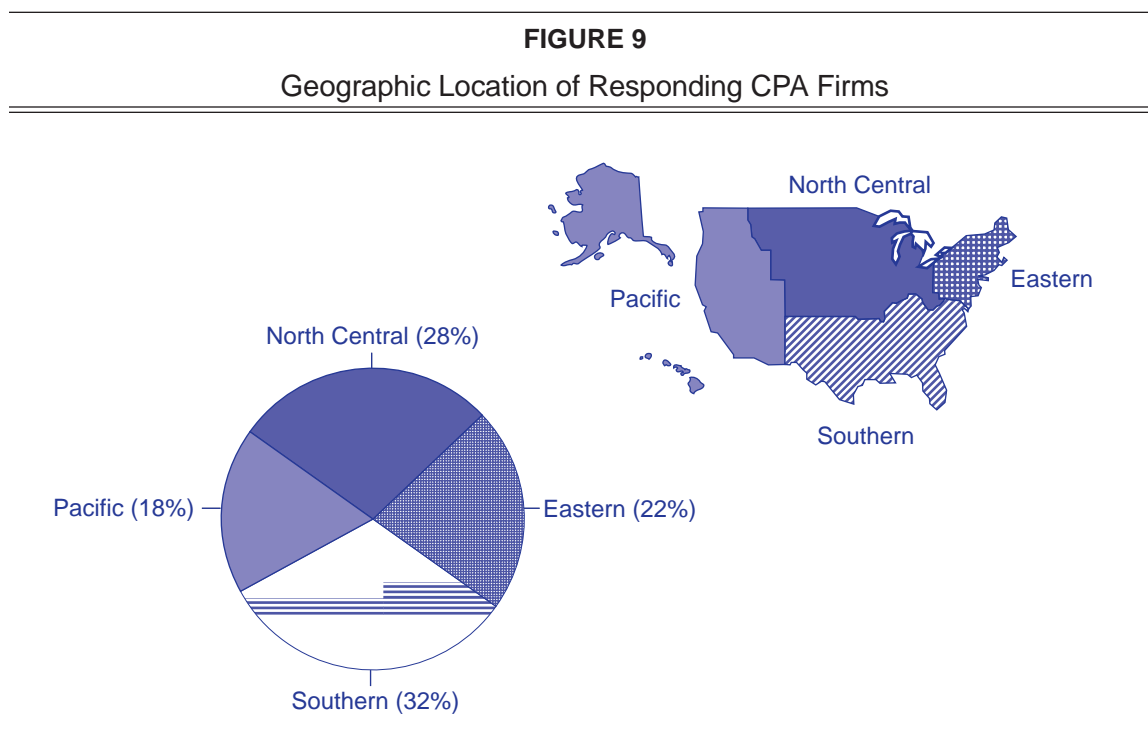 FIGURE 9
Geographic Location of Responding CPA Firms
North Central
Eastern
Pacific
Southern
North Central (28%)
Pacific (18%)
Eastern (22%)
Southern (32%)